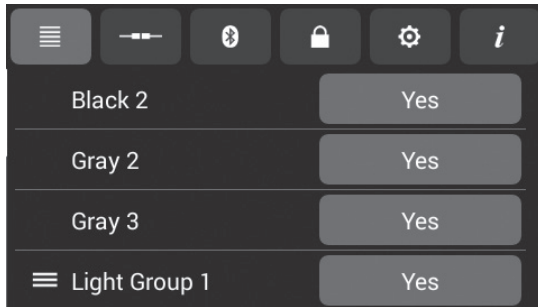 i
Black 2 Yes
Gray 2 Yes
Gray 3 Yes
Light Group 1 Yes